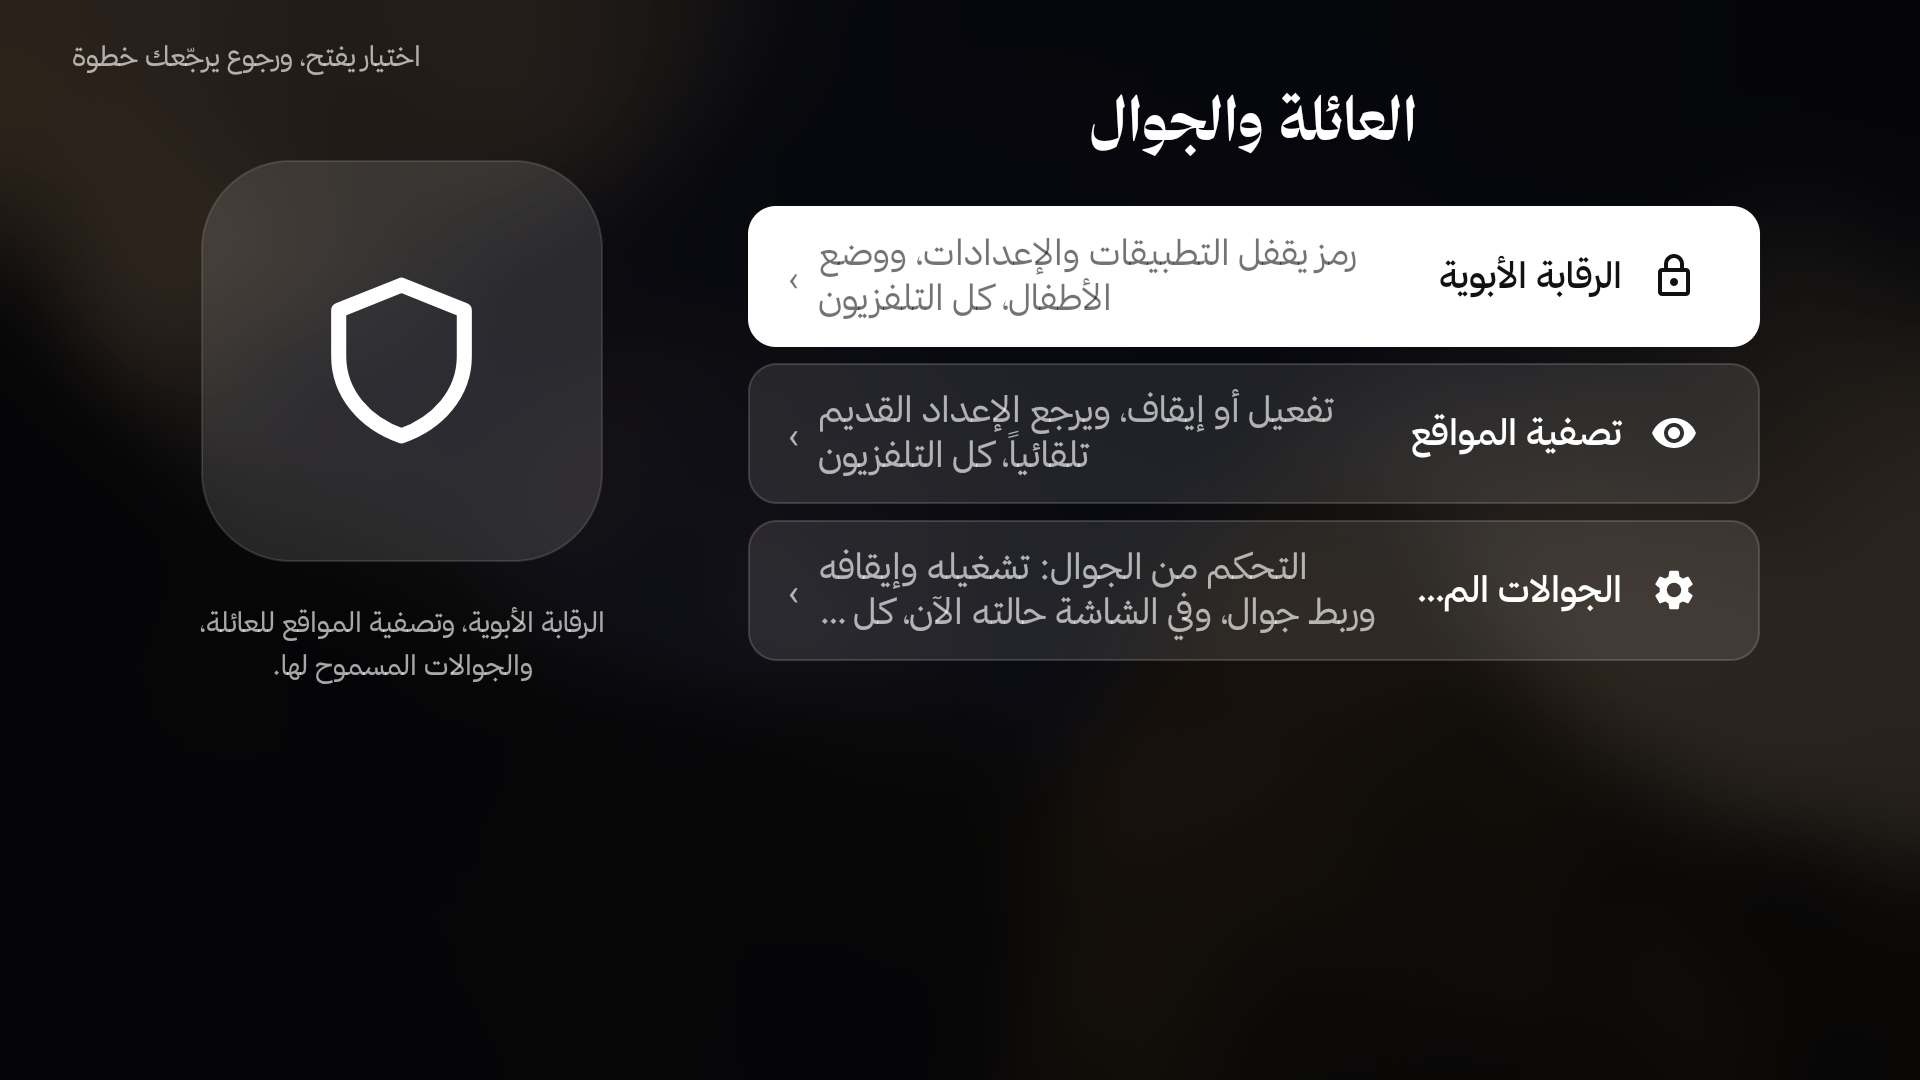 اختيار يفتح، ورجوع يرجّعك خطوة
العائلة والجوال
الرقابة الأبوية
رمز يقفل التطبيقات والإعدادات، ووضع
الأطفال، كل التلفزيون
تصفية المواقع
تفعيل أو إيقاف، ويرجع الإعداد القديم
تلقائياً، كل التلفزيون
الجوالات الم...
التحكم من الجوال: تشغيله وإيقافه
وربط جوال، وفي الشاشة حالته الآن، كل ...
الرقابة الأبوية، وتصفية المواقع للعائلة،
والجوالات المسموح لها.